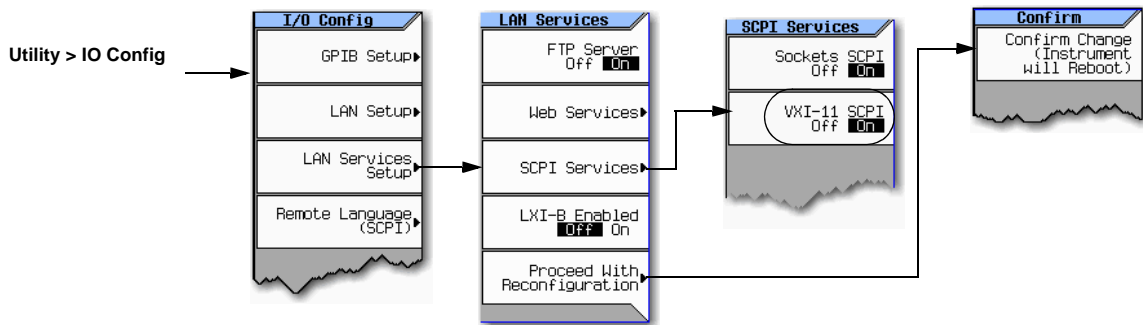 Utility > IO Config
I/O Config
GPIB Setup
LAN Setup
LAN Services
Setup
Remote Language
(SCPI)
LAN Services
FTP Server
Off On
Web Services
SCPI Services
LXI-B Enabled
Off On
Proceed With
Reconfiguration
SCPI Services
Sockets SCPI
Off On
VXI-11 SCPI
Off On
Confirm
Confirm Change
(Instrument
will Reboot)